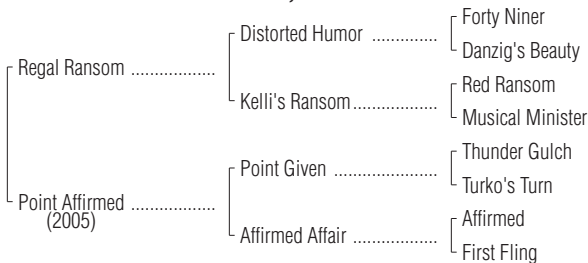 Forty Niner
Distorted Humor ..............
Danzig's Beauty
Regal Ransom ..................
Red Ransom
Kelli's Ransom..................
Musical Minister
Thunder Gulch
Point Given ......................
Turko's Turn
Point Affirmed ..................
(2005)
Affirmed
Affirmed Affair ..................
First Fling